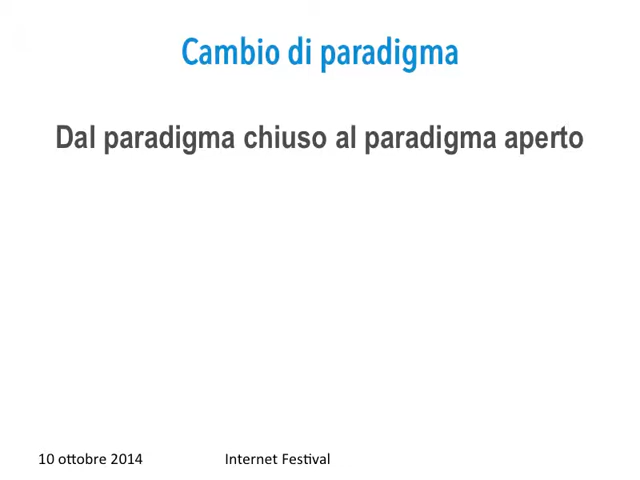 Cambio di paradigma
Dal paradigma chiuso al paradigma aperto
10 ottobre 2014
Internet Festival